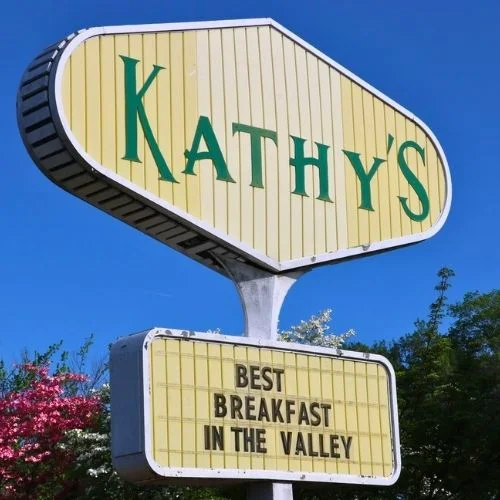 KATHY'S
BEST
BREAKFAST
IN THE VALLEY